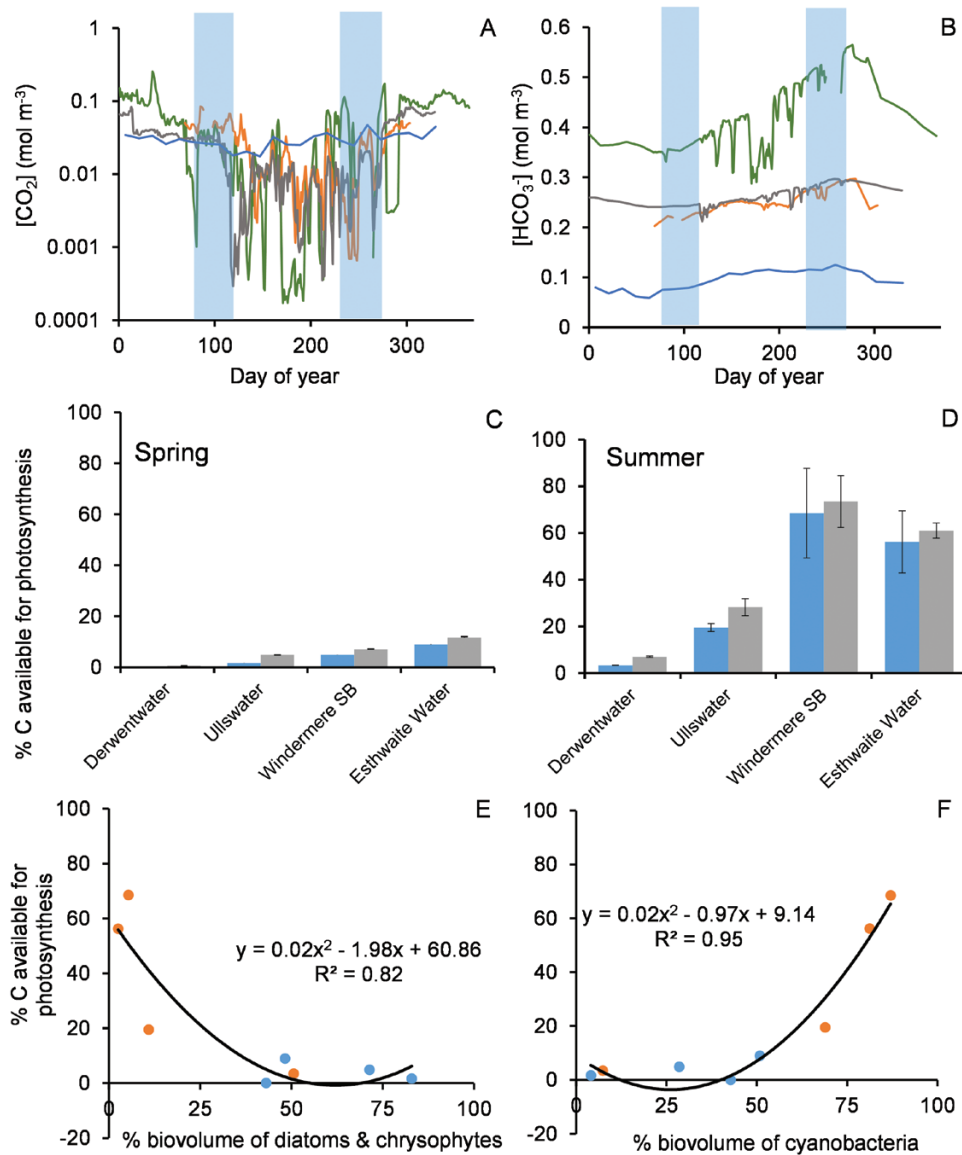 A
[CO₂] (mol m⁻³)
1
0.1
0.01
0.001
0.0001
0
100
200
300
Day of year
B
[HCO₃⁻] (mol m⁻³)
0.6
0.5
0.4
0.3
0.2
0.1
0
0
100
200
300
Day of year
% C available for photosynthesis
C
Spring
100
80
60
40
20
0
Derwentwater
Ullswater
Windermere SB
Esthwaite Water
D
Summer
100
80
60
40
20
0
Derwentwater
Ullswater
Windermere SB
Esthwaite Water
E
% C available for
photosynthesis
100
80
60
40
20
0
-20
y = 0.02x² - 1.98x + 60.86
R² = 0.82
0
25
50
75
100
% biovolume of diatoms & chrysophytes
F
100
80
60
40
20
0
-20
y = 0.02x² - 0.97x + 9.14
R² = 0.95
0
25
50
75
100
% biovolume of cyanobacteria